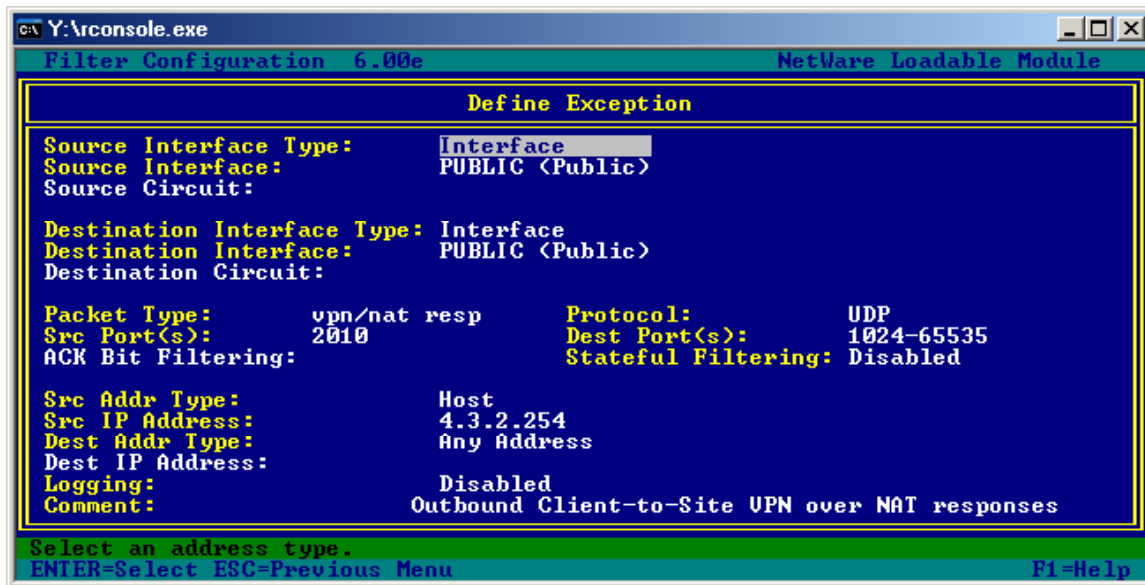 Y:\rconsole.exe
Filter Configuration 6.00e NetWare Loadable Module
Define Exception
Source Interface Type: Interface
Source Interface: PUBLIC (Public)
Source Circuit:
Destination Interface Type: Interface
Destination Interface: PUBLIC (Public)
Destination Circuit:
Packet Type: vpn/nat resp Protocol: UDP
Src Port(s): 2010 Dest Port(s): 1024-65535
ACK Bit Filtering: Stateful Filtering: Disabled
Src Addr Type: Host
Src IP Address: 4.3.2.254
Dest Addr Type: Any Address
Dest IP Address:
Logging: Disabled
Comment: Outbound Client-to-Site VPN over NAT responses
Select an address type.
ENTER=Select ESC=Previous Menu F1=Help